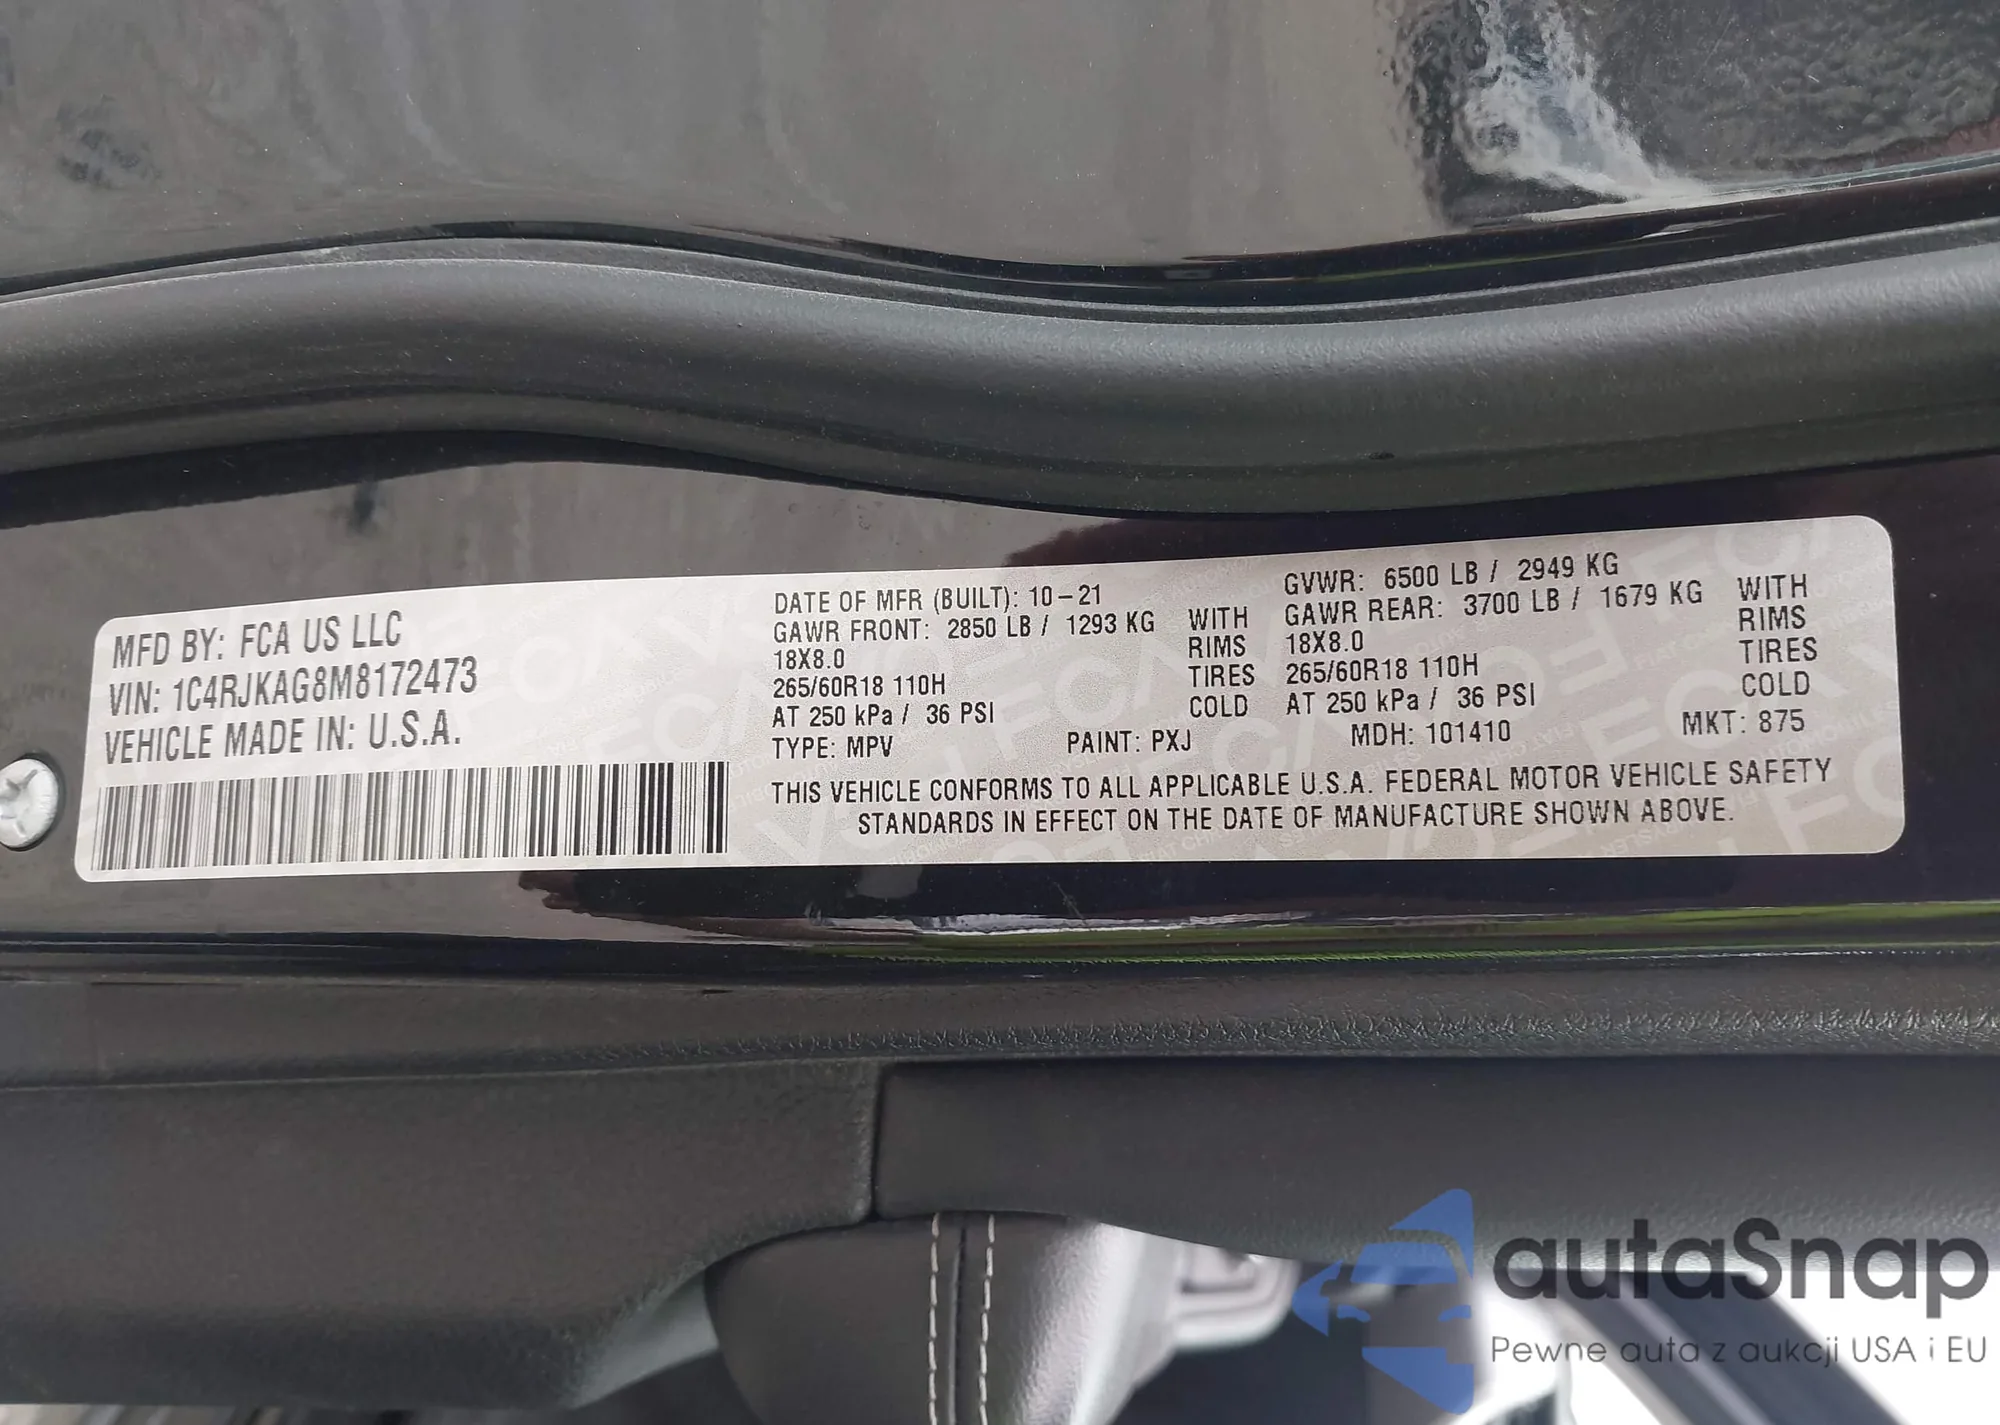 MFD BY: FCA US LLC
VIN: 1C4RJKAG8M8172473
VEHICLE MADE IN: U.S.A.
DATE OF MFR (BUILT): 10-21
GAWR FRONT: 2850 LB / 1293 KG WITH
18X8.0 RIMS
265/60R18 110H TIRES
AT 250 kPa / 36 PSI COLD
TYPE: MPV PAINT: PXJ
GVWR: 6500 LB / 2949 KG
GAWR REAR: 3700 LB / 1679 KG WITH
18X8.0 RIMS
265/60R18 110H TIRES
AT 250 kPa / 36 PSI COLD
MDH: 101410 MKT: 875
THIS VEHICLE CONFORMS TO ALL APPLICABLE U.S.A. FEDERAL MOTOR VEHICLE SAFETY
STANDARDS IN EFFECT ON THE DATE OF MANUFACTURE SHOWN ABOVE.
autaSnap
Pewne auta z aukcji USA i EU